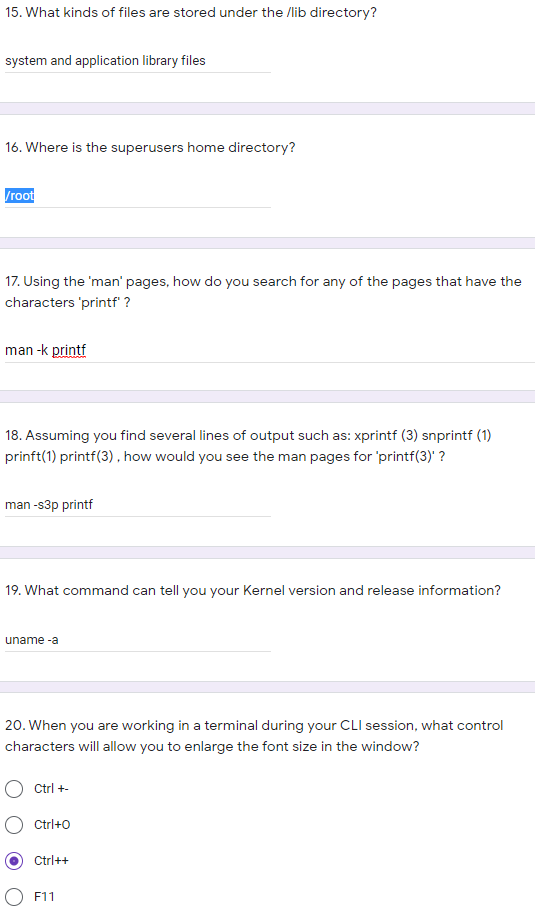 15. What kinds of files are stored under the /lib directory?
system and application library files
16. Where is the superusers home directory?
/root
17. Using the 'man' pages, how do you search for any of the pages that have the
characters 'printf' ?
man -k printf
18. Assuming you find several lines of output such as: xprintf (3) snprintf (1)
prinft(1) printf(3) , how would you see the man pages for 'printf(3)' ?
man -s3p printf
19. What command can tell you your Kernel version and release information?
uname -a
20. When you are working in a terminal during your CLI session, what control
characters will allow you to enlarge the font size in the window?
Ctrl +-
Ctrl+O
Ctrl++
F11